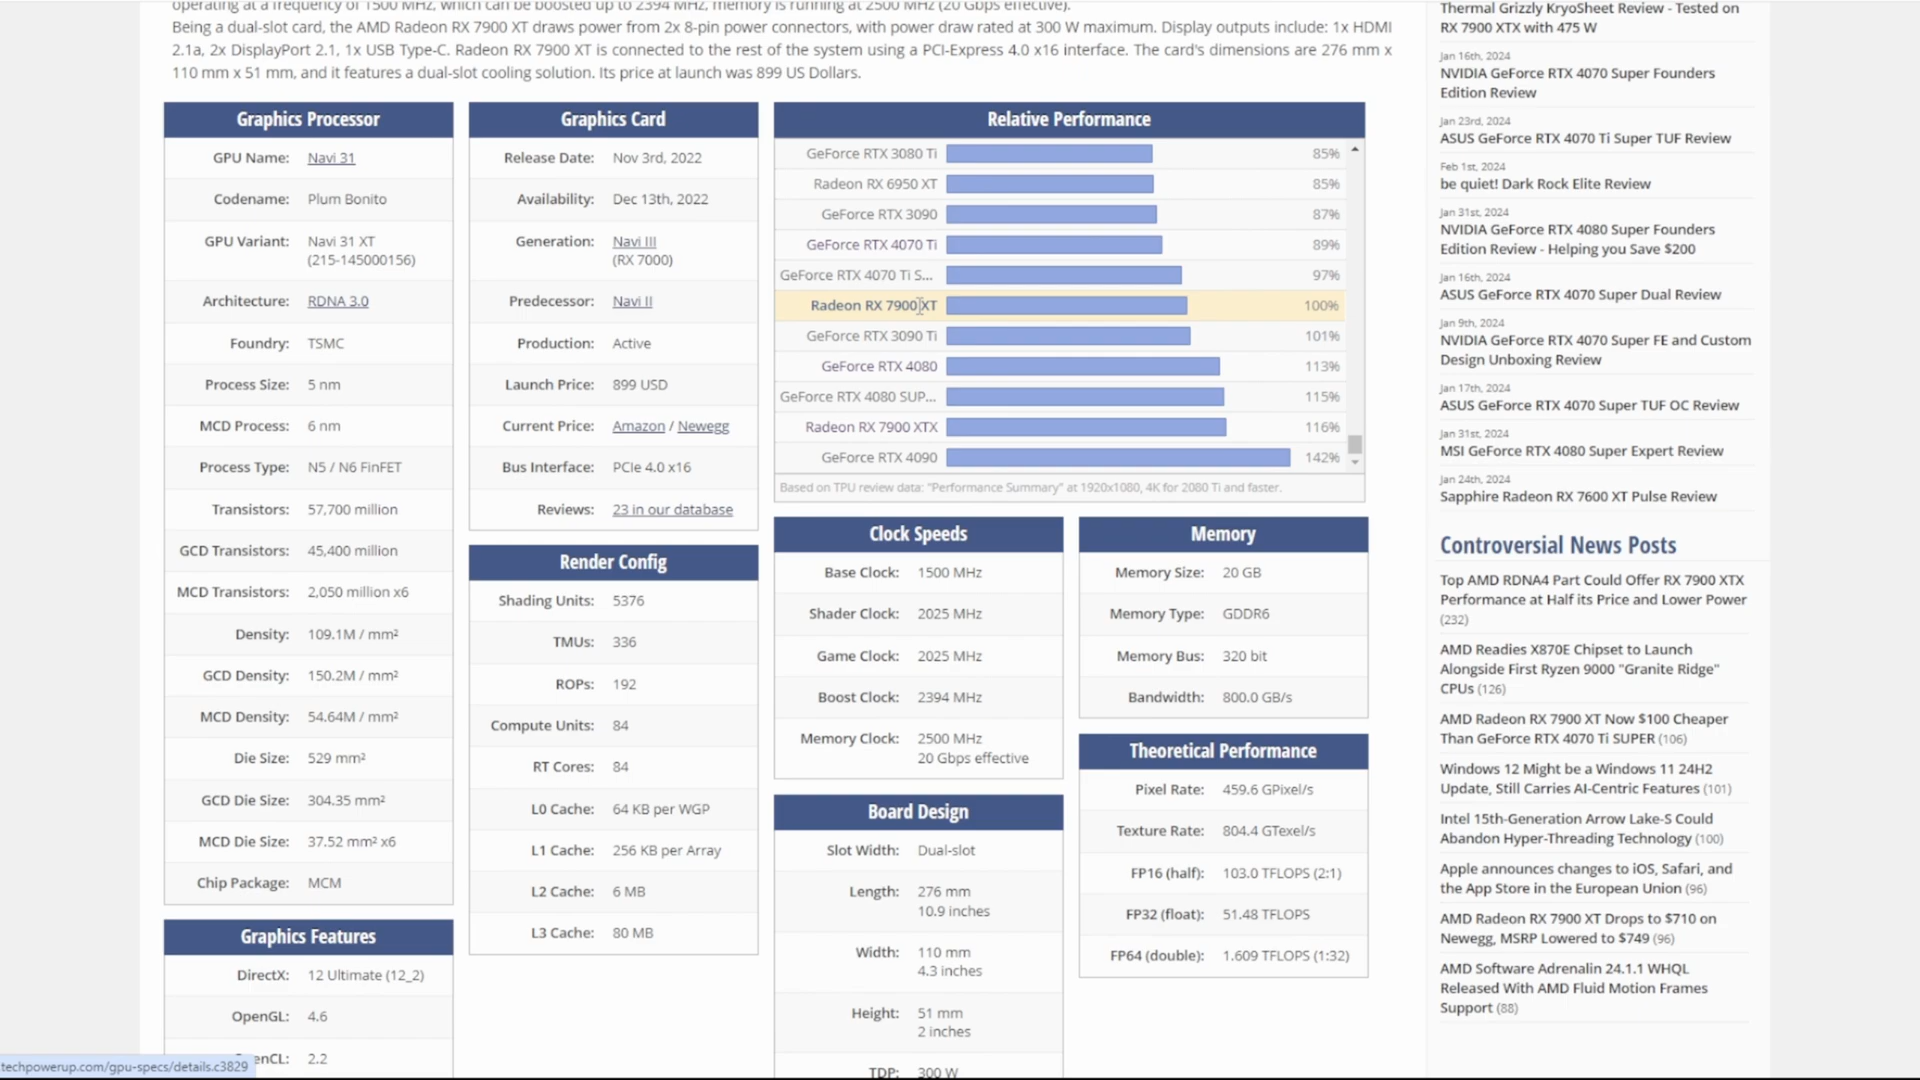 operating at a frequency of 1500 MHz, which can be boosted up to 2394 MHz, memory is running at 2500 MHz (20 Gbps effective).
Being a dual-slot card, the AMD Radeon RX 7900 XT draws power from 2x 8-pin power connectors, with power draw rated at 300 W maximum. Display outputs include: 1x HDMI
2.1a, 2x DisplayPort 2.1, 1x USB Type-C. Radeon RX 7900 XT is connected to the rest of the system using a PCI-Express 4.0 x16 interface. The card's dimensions are 276 mm x
110 mm x 51 mm, and it features a dual-slot cooling solution. Its price at launch was 899 US Dollars.
Graphics Processor
GPU Name: Navi 31
Codename: Plum Bonito
GPU Variant: Navi 31 XT
(215-145000156)
Architecture: RDNA 3.0
Foundry: TSMC
Process Size: 5 nm
MCD Process: 6 nm
Process Type: N5 / N6 FinFET
Transistors: 57,700 million
GCD Transistors: 45,400 million
MCD Transistors: 2,050 million x6
Density: 109.1M / mm²
GCD Density: 150.2M / mm²
MCD Density: 54.64M / mm²
Die Size: 529 mm²
GCD Die Size: 304.35 mm²
MCD Die Size: 37.52 mm² x6
Chip Package: MCM
Graphics Features
DirectX: 12 Ultimate (12_2)
OpenGL: 4.6
enCL: 2.2
Graphics Card
Release Date: Nov 3rd, 2022
Availability: Dec 13th, 2022
Generation: Navi III
(RX 7000)
Predecessor: Navi II
Production: Active
Launch Price: 899 USD
Current Price: Amazon / Newegg
Bus Interface: PCIe 4.0 x16
Reviews: 23 in our database
Render Config
Shading Units: 5376
TMUs: 336
ROPs: 192
Compute Units: 84
RT Cores: 84
L0 Cache: 64 KB per WGP
L1 Cache: 256 KB per Array
L2 Cache: 6 MB
L3 Cache: 80 MB
Relative Performance
GeForce RTX 3080 Ti 85%
Radeon RX 6950 XT 85%
GeForce RTX 3090 87%
GeForce RTX 4070 Ti 89%
GeForce RTX 4070 Ti S... 97%
Radeon RX 7900 XT 100%
GeForce RTX 3090 Ti 101%
GeForce RTX 4080 113%
GeForce RTX 4080 SUP... 115%
Radeon RX 7900 XTX 116%
GeForce RTX 4090 142%
Based on TPU review data: "Performance Summary" at 1920x1080, 4K for 2080 Ti and faster.
Clock Speeds
Base Clock: 1500 MHz
Shader Clock: 2025 MHz
Game Clock: 2025 MHz
Boost Clock: 2394 MHz
Memory Clock: 2500 MHz
20 Gbps effective
Board Design
Slot Width: Dual-slot
Length: 276 mm
10.9 inches
Width: 110 mm
4.3 inches
Height: 51 mm
2 inches
TDP: 300 W
Memory
Memory Size: 20 GB
Memory Type: GDDR6
Memory Bus: 320 bit
Bandwidth: 800.0 GB/s
Theoretical Performance
Pixel Rate: 459.6 GPixel/s
Texture Rate: 804.4 GTexel/s
FP16 (half): 103.0 TFLOPS (2:1)
FP32 (float): 51.48 TFLOPS
FP64 (double): 1.609 TFLOPS (1:32)
Thermal Grizzly KryoSheet Review - Tested on
RX 7900 XTX with 475 W
Jan 16th, 2024
NVIDIA GeForce RTX 4070 Super Founders
Edition Review
Jan 23rd, 2024
ASUS GeForce RTX 4070 Ti Super TUF Review
Feb 1st, 2024
be quiet! Dark Rock Elite Review
Jan 31st, 2024
NVIDIA GeForce RTX 4080 Super Founders
Edition Review - Helping you Save $200
Jan 16th, 2024
ASUS GeForce RTX 4070 Super Dual Review
Jan 9th, 2024
NVIDIA GeForce RTX 4070 Super FE and Custom
Design Unboxing Review
Jan 17th, 2024
ASUS GeForce RTX 4070 Super TUF OC Review
Jan 31st, 2024
MSI GeForce RTX 4080 Super Expert Review
Jan 24th, 2024
Sapphire Radeon RX 7600 XT Pulse Review
Controversial News Posts
Top AMD RDNA4 Part Could Offer RX 7900 XTX
Performance at Half its Price and Lower Power
(232)
AMD Readies X870E Chipset to Launch
Alongside First Ryzen 9000 "Granite Ridge"
CPUs (126)
AMD Radeon RX 7900 XT Now $100 Cheaper
Than GeForce RTX 4070 Ti SUPER (106)
Windows 12 Might be a Windows 11 24H2
Update, Still Carries AI-Centric Features (101)
Intel 15th-Generation Arrow Lake-S Could
Abandon Hyper-Threading Technology (100)
Apple announces changes to iOS, Safari, and
the App Store in the European Union (96)
AMD Radeon RX 7900 XT Drops to $710 on
Newegg, MSRP Lowered to $749 (96)
AMD Software Adrenalin 24.1.1 WHQL
Released With AMD Fluid Motion Frames
Support (88)
techpowerup.com/gpu-specs/details.c3829